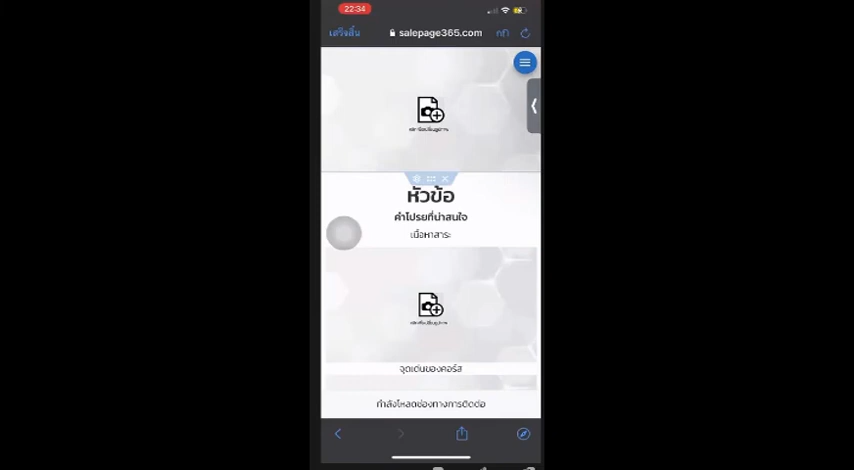 22:34
เสร็จสิ้น
salepage365.com
กกิ
หัวข้อ
คำโปรยที่น่าสนใจ
เนื้อหาสาระ
จุดเด่นของคอร์ส
กำลังโหลดช่องทางการติดต่อ